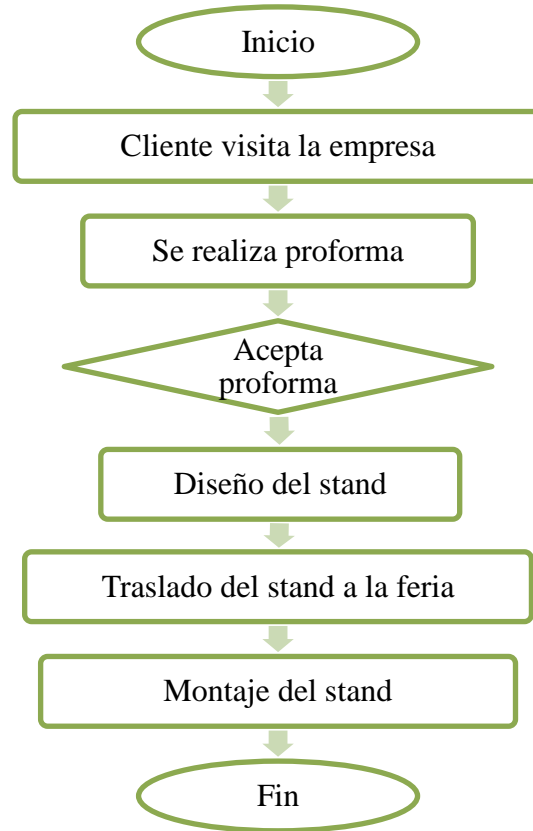 Inicio
Cliente visita la empresa
Se realiza proforma
Acepta
proforma
Diseño del stand
Traslado del stand a la feria
Montaje del stand
Fin